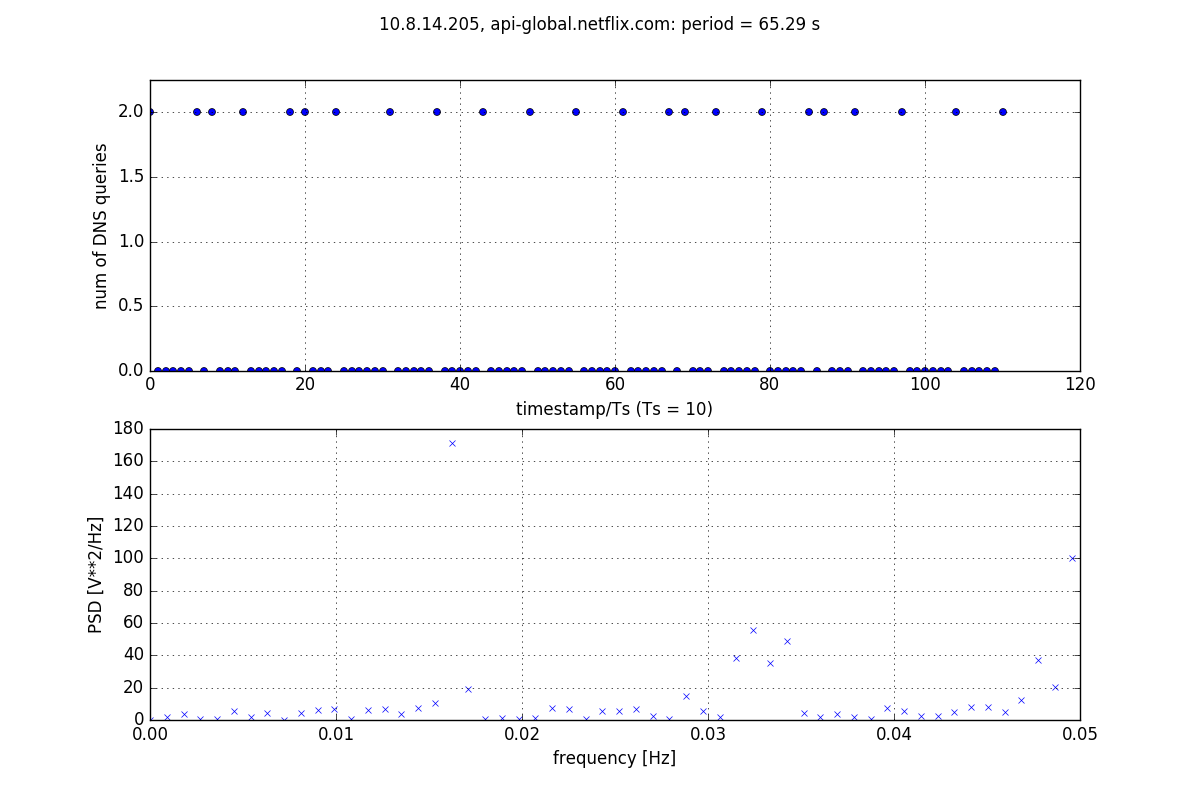 10.8.14.205, api-global.netflix.com: period = 65.29 s
2.0
1.5
1.0
0.5
0.0
num of DNS queries
0 20 40 60 80 100 120
timestamp/Ts (Ts = 10)
180
160
140
120
100
80
60
40
20
0
PSD [V**2/Hz]
0.00 0.01 0.02 0.03 0.04 0.05
frequency [Hz]